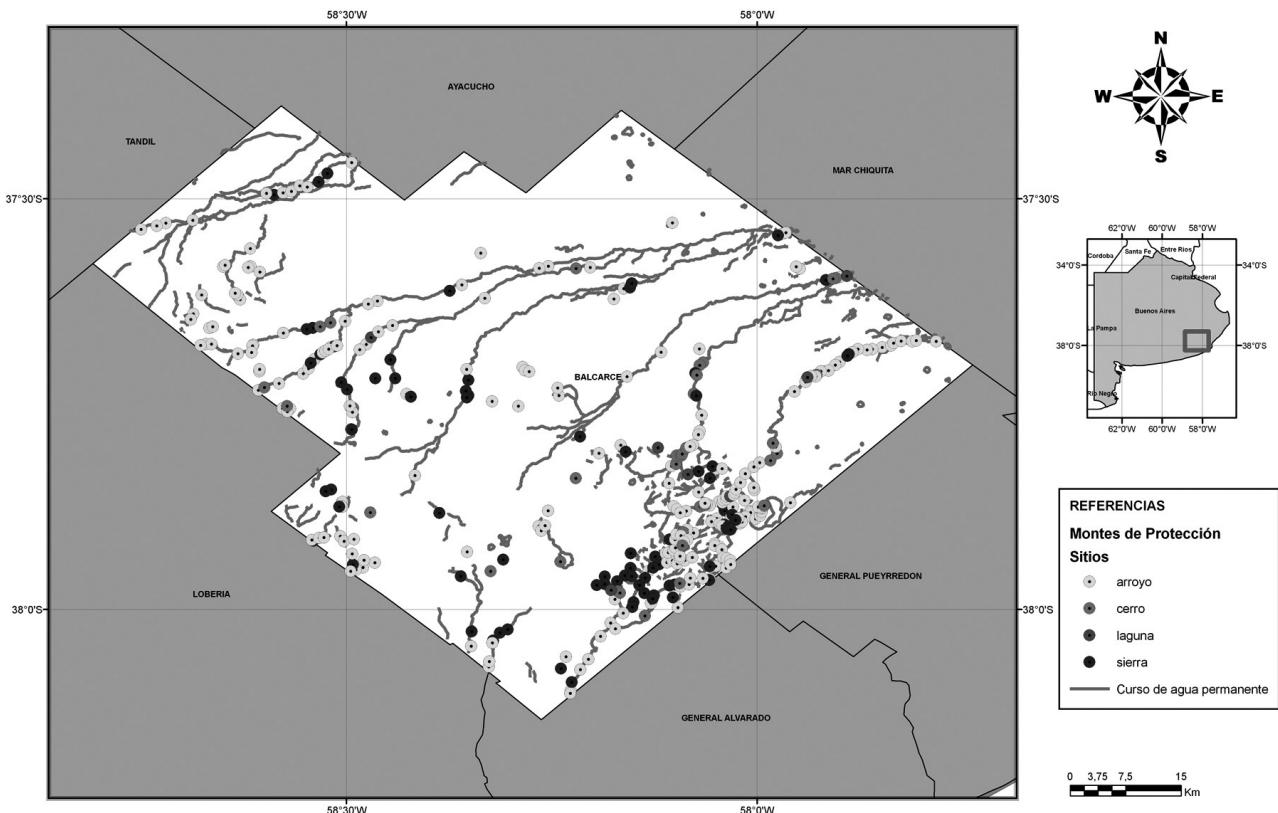 58°30'W
58°0'W
AYACUCHO
TANDIL
MAR CHIQUITA
37°30'S
37°30'S
BALCARCE
LOBERIA
GENERAL PUEYRREDON
38°0'S
38°0'S
GENERAL ALVARADO
58°30'W
58°0'W
N
W
E
S
62°0'W
60°0'W
58°0'W
Cordoba
Santa Fe
Entre Rios
34°0'S
34°0'S
Capital Federal
Buenos Aires
La Pampa
38°0'S
38°0'S
Rio Negro
62°0'W
60°0'W
58°0'W
REFERENCIAS
Montes de Protección
Sitios
arroyo
cerro
laguna
sierra
Curso de agua permanente
0
3,75
7,5
15
Km